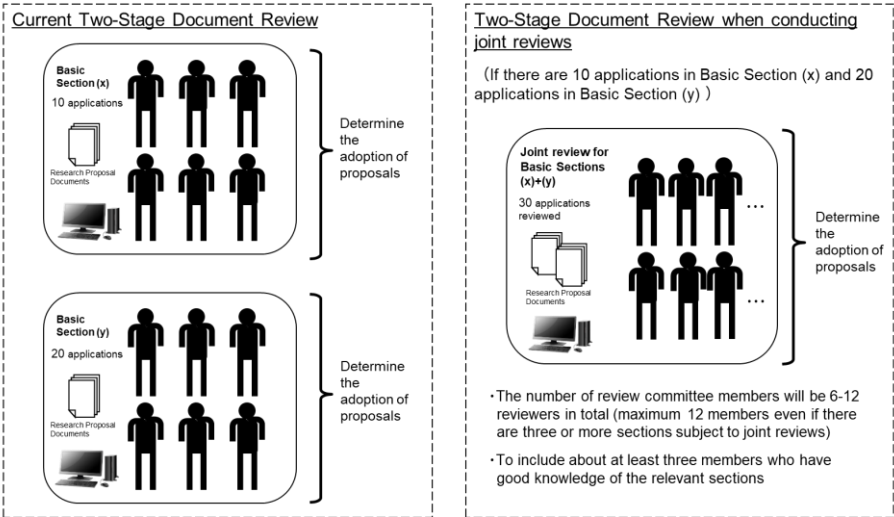 Current Two-Stage Document Review
Basic
Section (x)
10 applications
Research Proposal
Documents
Determine
the
adoption of
proposals
Basic
Section (y)
20 applications
Research Proposal
Documents
Determine
the
adoption of
proposals
Two-Stage Document Review when conducting
joint reviews
（If there are 10 applications in Basic Section (x) and 20
applications in Basic Section (y) ）
Joint review for
Basic Sections
(x)+(y)
30 applications
reviewed
Research Proposal
Documents
…
…
Determine
the
adoption of
proposals
・The number of review committee members will be 6-12
reviewers in total (maximum 12 members even if there
are three or more sections subject to joint reviews)
・To include about at least three members who have
good knowledge of the relevant sections